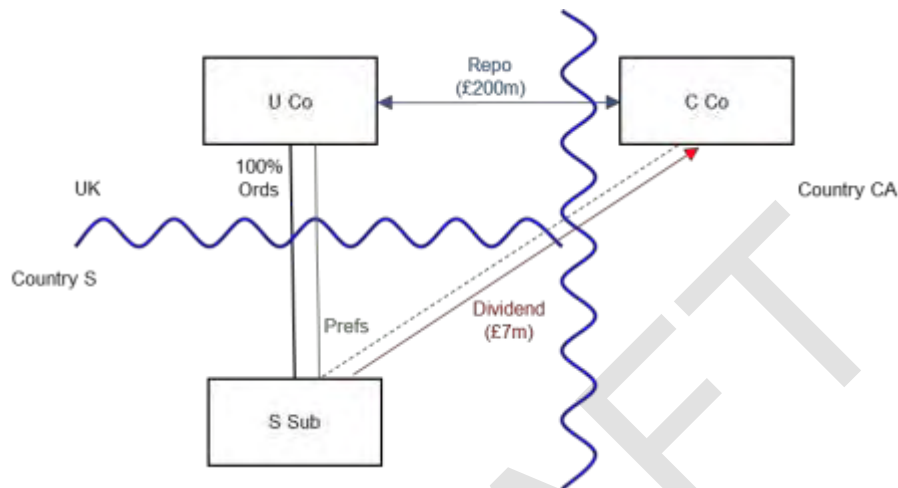 Repo
(£200m)
U Co
C Co
100%
Ords
UK
Country CA
Country S
Prefs
Dividend
(£7m)
S Sub